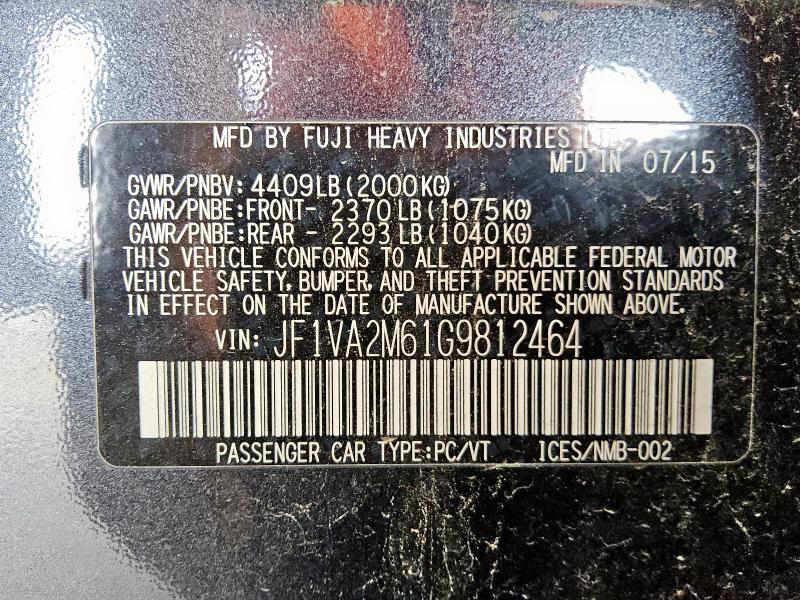 MFD BY FUJI HEAVY INDUSTRIES LTD.
MFD IN 07/15
GVWR/PNBV: 4409LB (2000KG)
GAWR/PNBE:FRONT- 2370 LB (1075KG)
GAWR/PNBE:REAR - 2293 LB (1040KG)
THIS VEHICLE CONFORMS TO ALL APPLICABLE FEDERAL MOTOR
VEHICLE SAFETY, BUMPER, AND THEFT PREVENTION STANDARDS
IN EFFECT ON THE DATE OF MANUFACTURE SHOWN ABOVE.
VIN: JF1VA2M61G9812464
PASSENGER CAR TYPE:PC/VT ICES/NMB-002